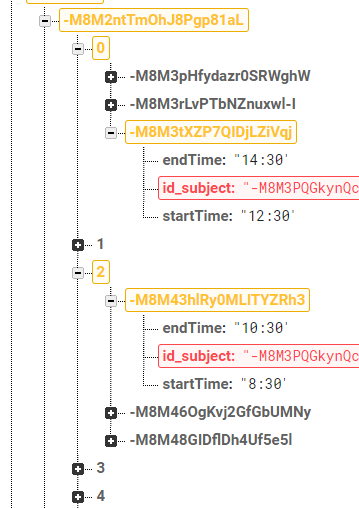 -M8M2ntTmOhJ8Pgp81aL
0
-M8M3pHfydazr0SRWghW
-M8M3rLvPTbNZnuxwl-I
-M8M3tXZP7QIDjLZiVqj
endTime: "14:30"
id_subject: "-M8M3PQGkynQc
startTime: "12:30"
1
2
-M8M43hlRy0MLITYZRh3
endTime: "10:30"
id_subject: "-M8M3PQGkynQc
startTime: "8:30"
-M8M46OgKvj2GfGbUMNy
-M8M48GIDflDh4Uf5e5l
3
4